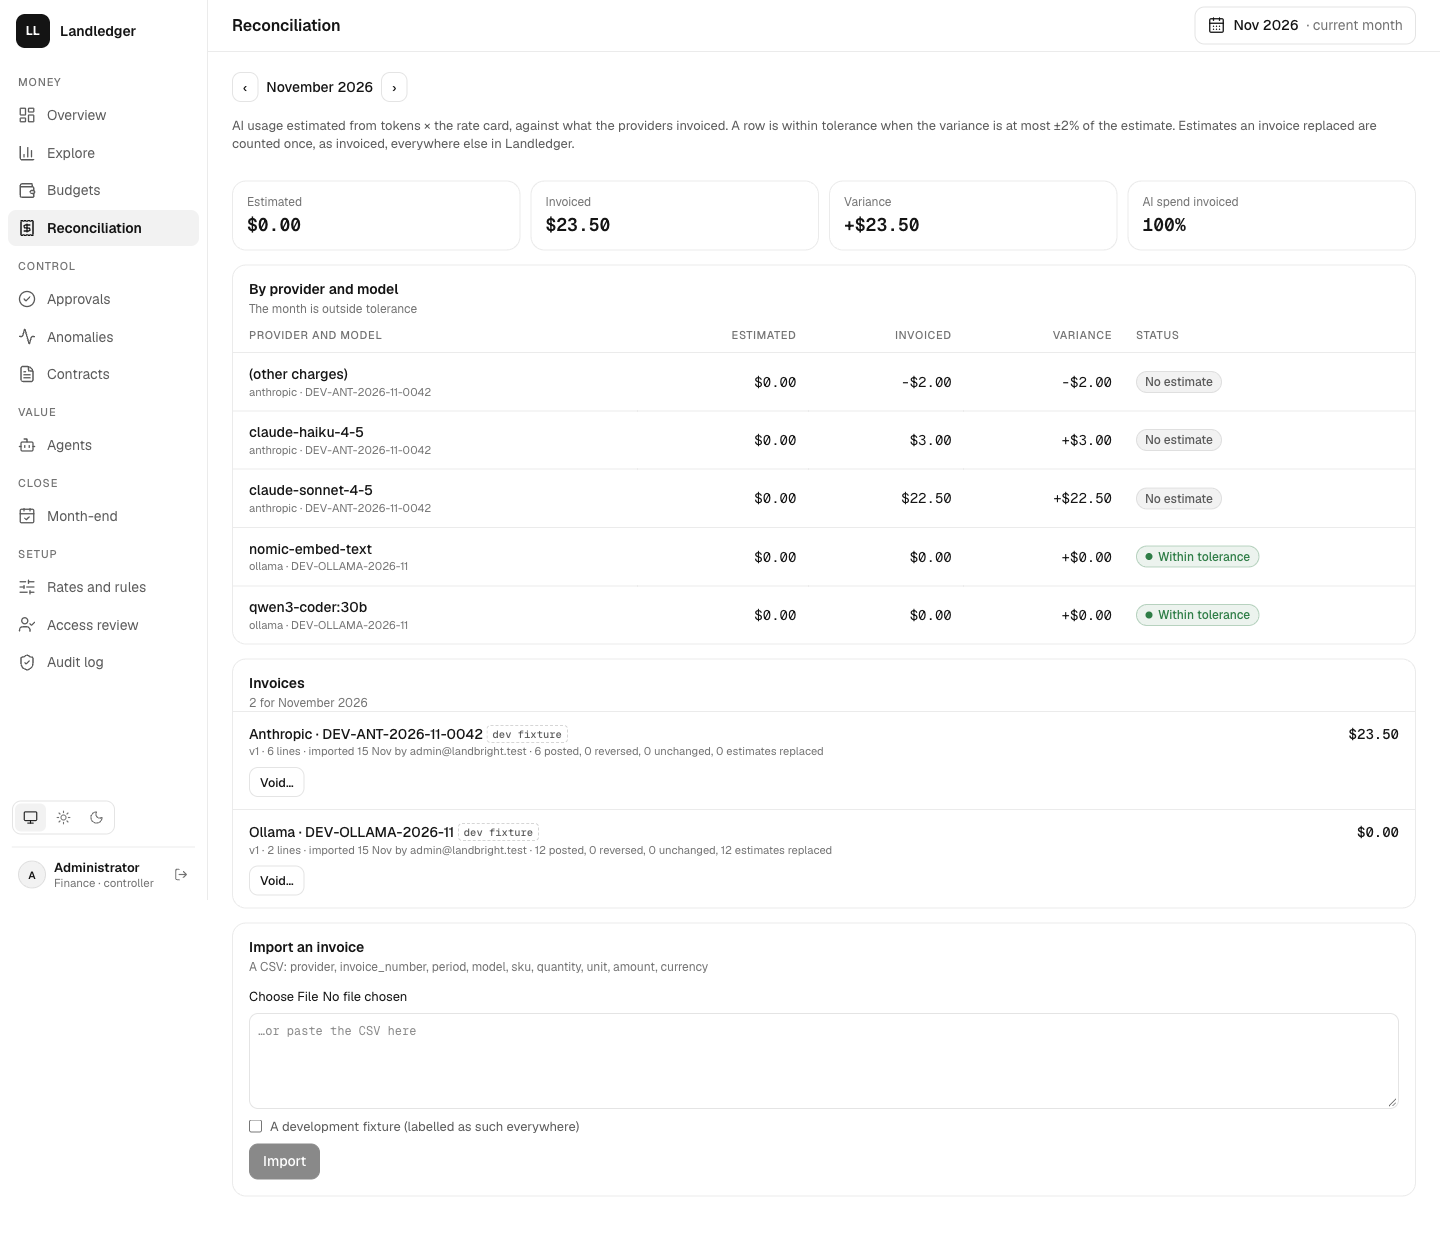 LL
Landledger
MONEY
Overview
Explore
Budgets
Reconciliation
CONTROL
Approvals
Anomalies
Contracts
VALUE
Agents
CLOSE
Month-end
SETUP
Rates and rules
Access review
Audit log
A
Administrator
Finance · controller
Reconciliation
Nov 2026 · current month
‹ November 2026 ›
AI usage estimated from tokens × the rate card, against what the providers invoiced. A row is within tolerance when the variance is at most ±2% of the estimate. Estimates an invoice replaced are
counted once, as invoiced, everywhere else in Landledger.
Estimated
$0.00
Invoiced
$23.50
Variance
+$23.50
AI spend invoiced
100%
By provider and model
The month is outside tolerance
PROVIDER AND MODEL ESTIMATED INVOICED VARIANCE STATUS
(other charges) $0.00 -$2.00 -$2.00 No estimate
anthropic · DEV-ANT-2026-11-0042
claude-haiku-4-5 $0.00 $3.00 +$3.00 No estimate
anthropic · DEV-ANT-2026-11-0042
claude-sonnet-4-5 $0.00 $22.50 +$22.50 No estimate
anthropic · DEV-ANT-2026-11-0042
nomic-embed-text $0.00 $0.00 +$0.00 Within tolerance
ollama · DEV-OLLAMA-2026-11
qwen3-coder:30b $0.00 $0.00 +$0.00 Within tolerance
ollama · DEV-OLLAMA-2026-11
Invoices
2 for November 2026
Anthropic · DEV-ANT-2026-11-0042 dev fixture $23.50
v1 · 6 lines · imported 15 Nov by admin@landbright.test · 6 posted, 0 reversed, 0 unchanged, 0 estimates replaced
Void…
Ollama · DEV-OLLAMA-2026-11 dev fixture $0.00
v1 · 2 lines · imported 15 Nov by admin@landbright.test · 12 posted, 0 reversed, 0 unchanged, 12 estimates replaced
Void…
Import an invoice
A CSV: provider, invoice_number, period, model, sku, quantity, unit, amount, currency
Choose File No file chosen
…or paste the CSV here
A development fixture (labelled as such everywhere)
Import